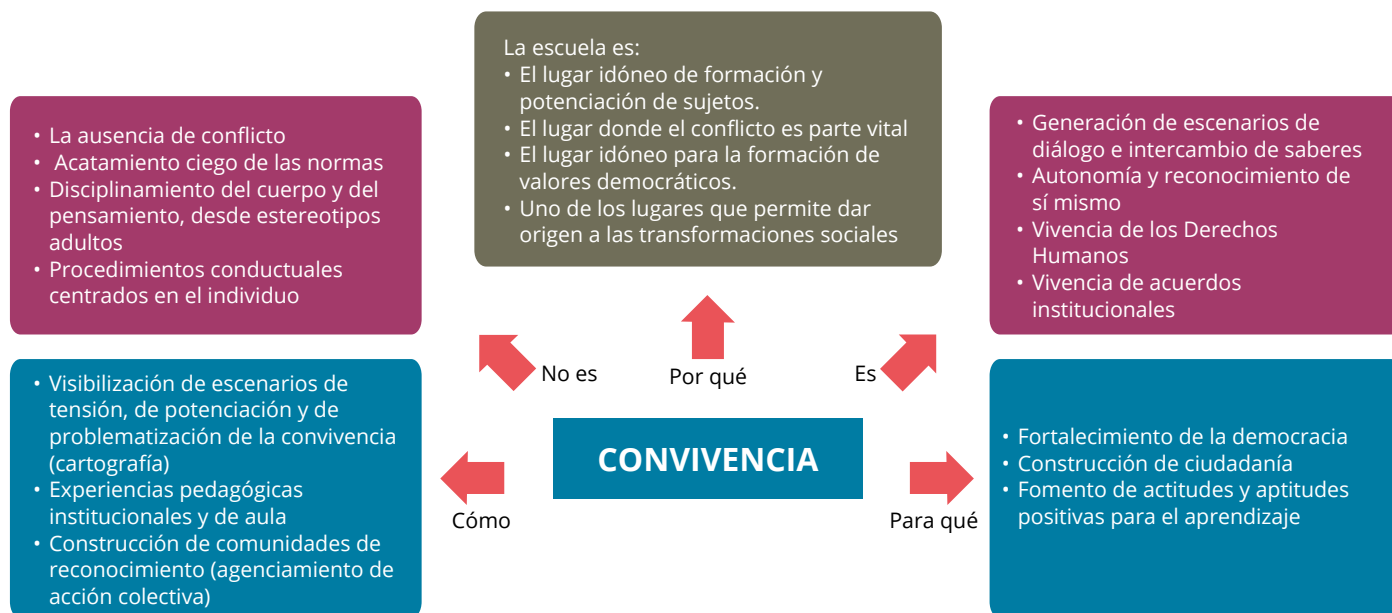 La escuela es:
• El lugar idóneo de formación y
potenciación de sujetos.
• El lugar donde el conflicto es parte vital
• El lugar idóneo para la formación de
valores democráticos.
• Uno de los lugares que permite dar
origen a las transformaciones sociales
• La ausencia de conflicto
• Acatamiento ciego de las normas
• Disciplinamiento del cuerpo y del
pensamiento, desde estereotipos
adultos
• Procedimientos conductuales
centrados en el individuo
• Generación de escenarios de
diálogo e intercambio de saberes
• Autonomía y reconocimiento de
sí mismo
• Vivencia de los Derechos
Humanos
• Vivencia de acuerdos
institucionales
No es
Por qué
Es
• Visibilización de escenarios de
tensión, de potenciación y de
problematización de la convivencia
(cartografía)
• Experiencias pedagógicas
institucionales y de aula
• Construcción de comunidades de
reconocimiento (agenciamiento de
acción colectiva)
CONVIVENCIA
Cómo
Para qué
• Fortalecimiento de la democracia
• Construcción de ciudadanía
• Fomento de actitudes y aptitudes
positivas para el aprendizaje